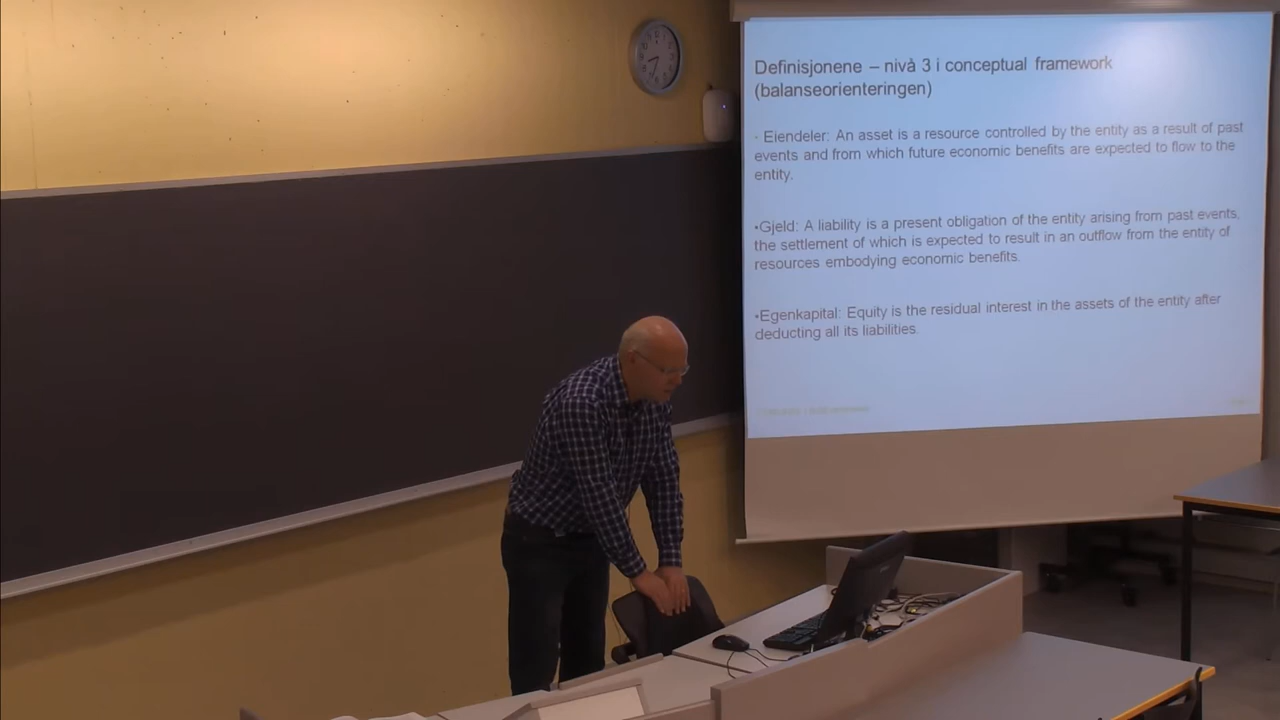 Definisjonene – nivå 3 i conceptual framework
(balanseorienteringen)
• Eiendeler: An asset is a resource controlled by the entity as a result of past
events and from which future economic benefits are expected to flow to the
entity.
•Gjeld: A liability is a present obligation of the entity arising from past events,
the settlement of which is expected to result in an outflow from the entity of
resources embodying economic benefits.
•Egenkapital: Equity is the residual interest in the assets of the entity after
deducting all its liabilities.